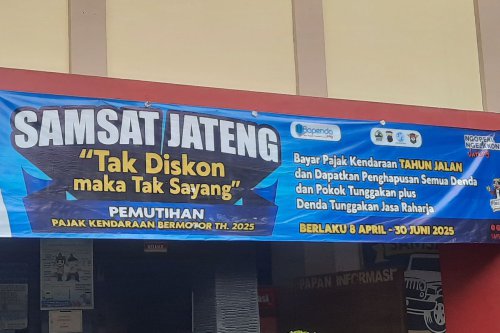 SAMSAT JATENG
"Tak Diskon
maka Tak Sayang"
PEMUTIHAN
PAJAK KENDARAAN BERMOTOR TH. 2025
Bapenda
Bayar Pajak Kendaraan TAHUN JALAN
dan Dapatkan Penghapusan Semua Denda
dan Pokok Tunggakan plus
Denda Tunggakan Jasa Raharja
BERLAKU 8 APRIL - 30 JUNI 2025
PAPAN INFORMASI